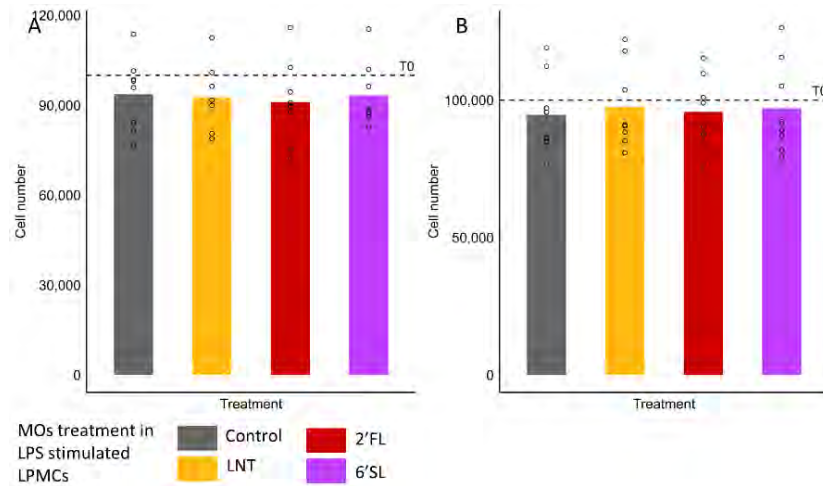 A
120,000
T0
90,000
60,000
30,000
0
Cell number
Treatment
B
T0
100,000
50,000
0
Cell number
Treatment
MOs treatment in
LPS stimulated
LPMCs
Control
LNT
2'FL
6'SL